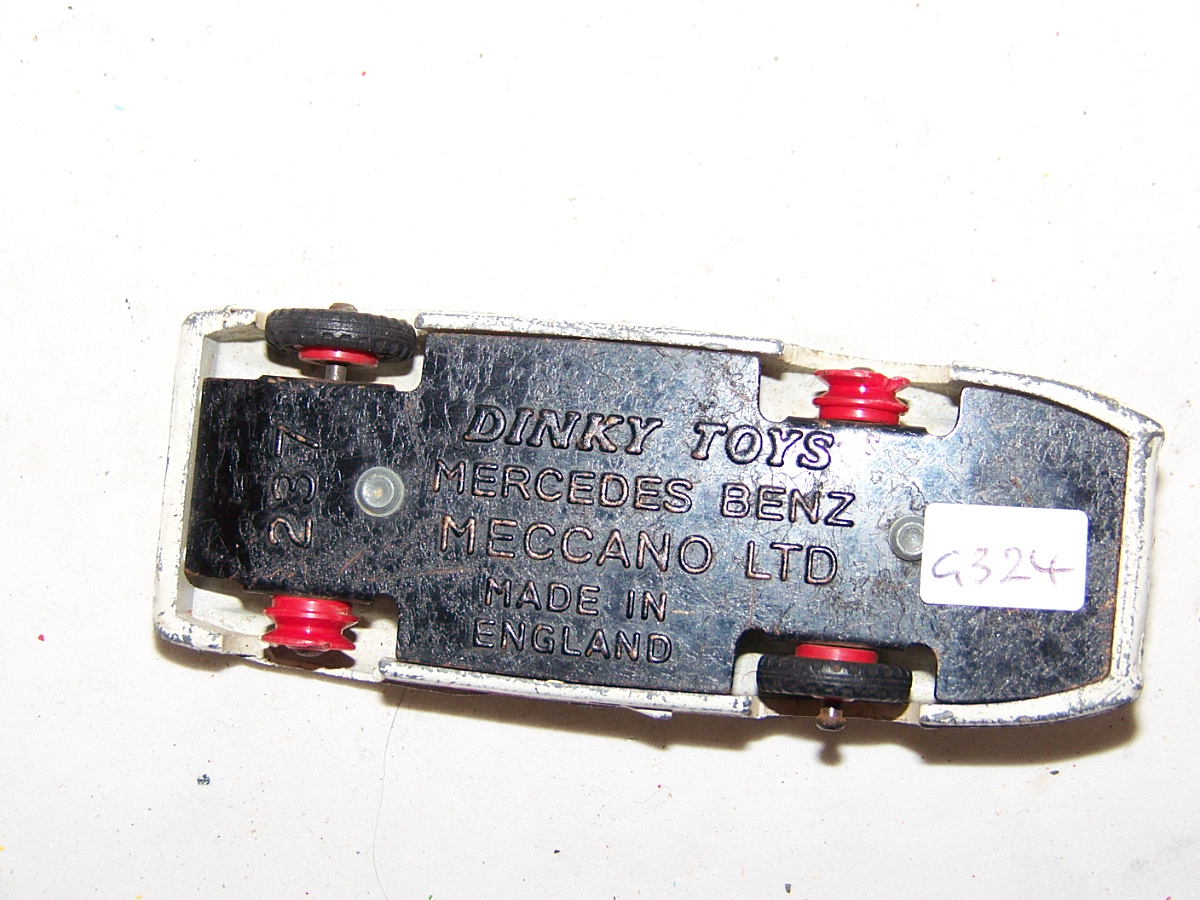 237
DINKY TOYS
MERCEDES BENZ
MECCANO LTD
MADE IN
ENGLAND
G324